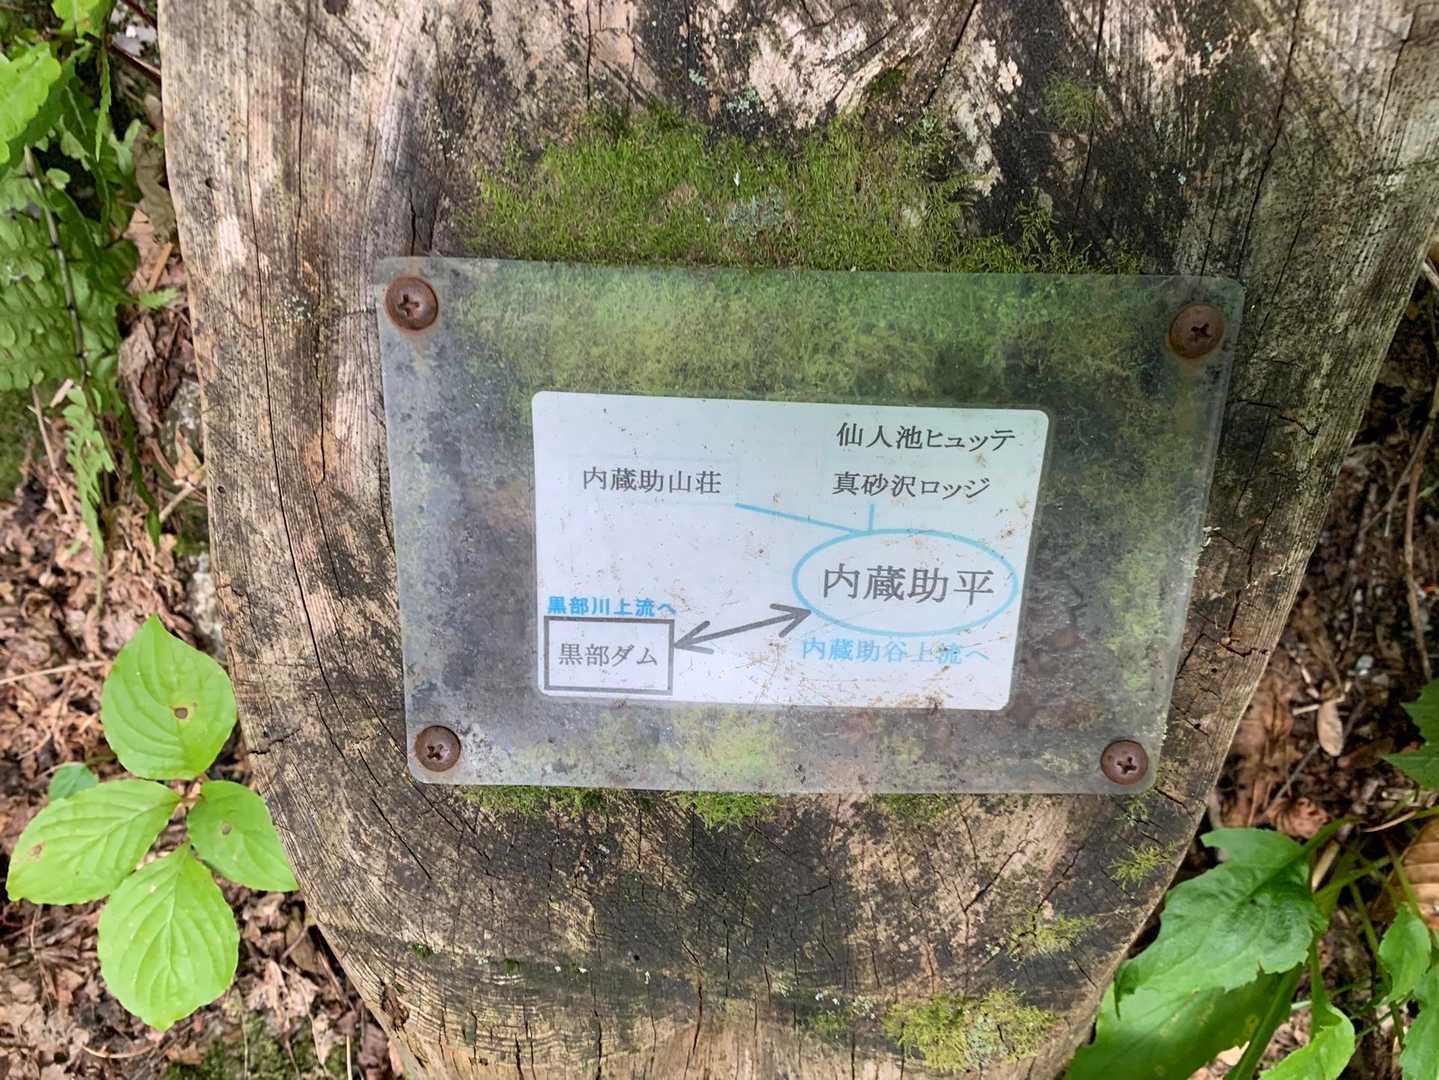 仙人池ヒュッテ
内蔵助山荘
真砂沢ロッジ
内蔵助平
黒部川上流へ
黒部ダム
内蔵助谷上流へ